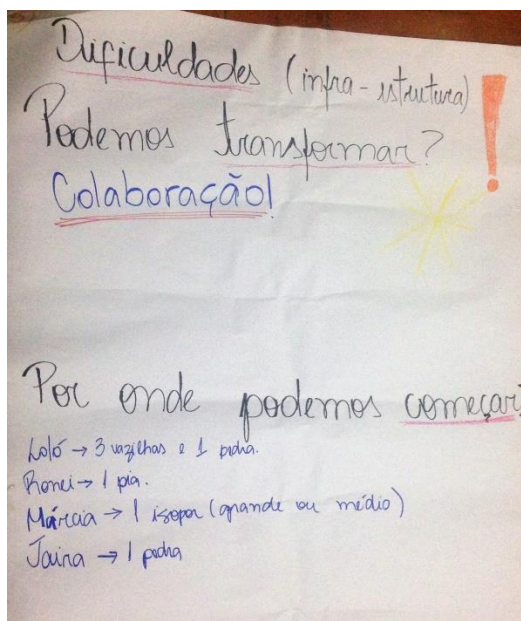 Dificuldades (infra-estrutura)
Podemos transformar?
Colaboração!
Por onde podemos começar?
Loló → 3 vazilhas e 1 pedra.
Ronei → 1 pia.
Márcia → 1 isopor (grande ou médio)
Jaina → 1 pedra